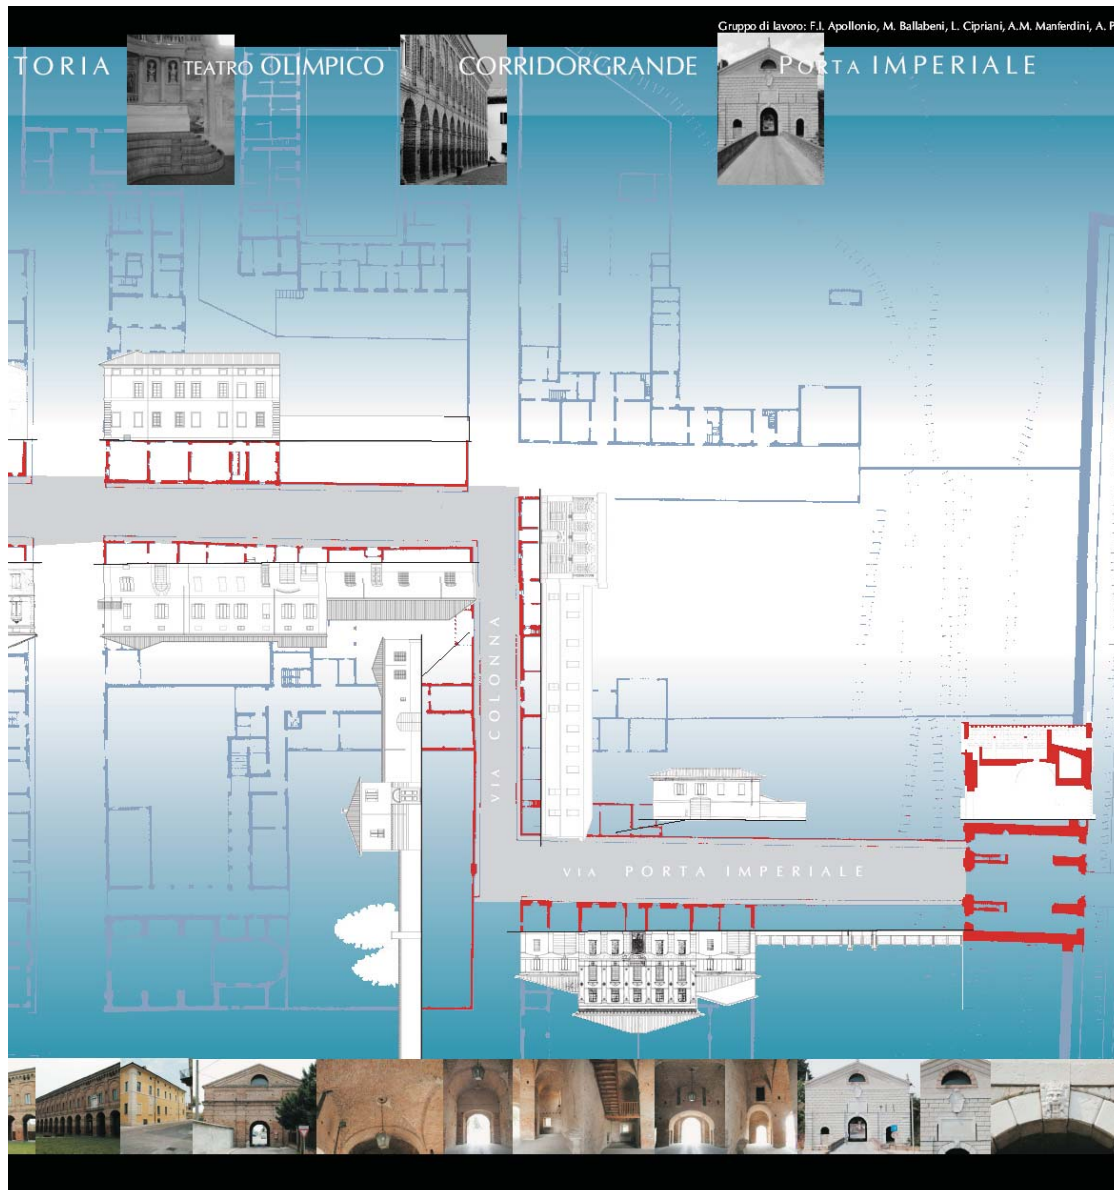 Gruppo di lavoro: F.I. Apollonio, M. Ballabeni, L. Cipriani, A.M. Manferdini, A. P
TORIA TEATRO OLIMPICO CORRIDORGRANDE PORTA IMPERIALE
VIA COLONNA
VIA PORTA IMPERIALE